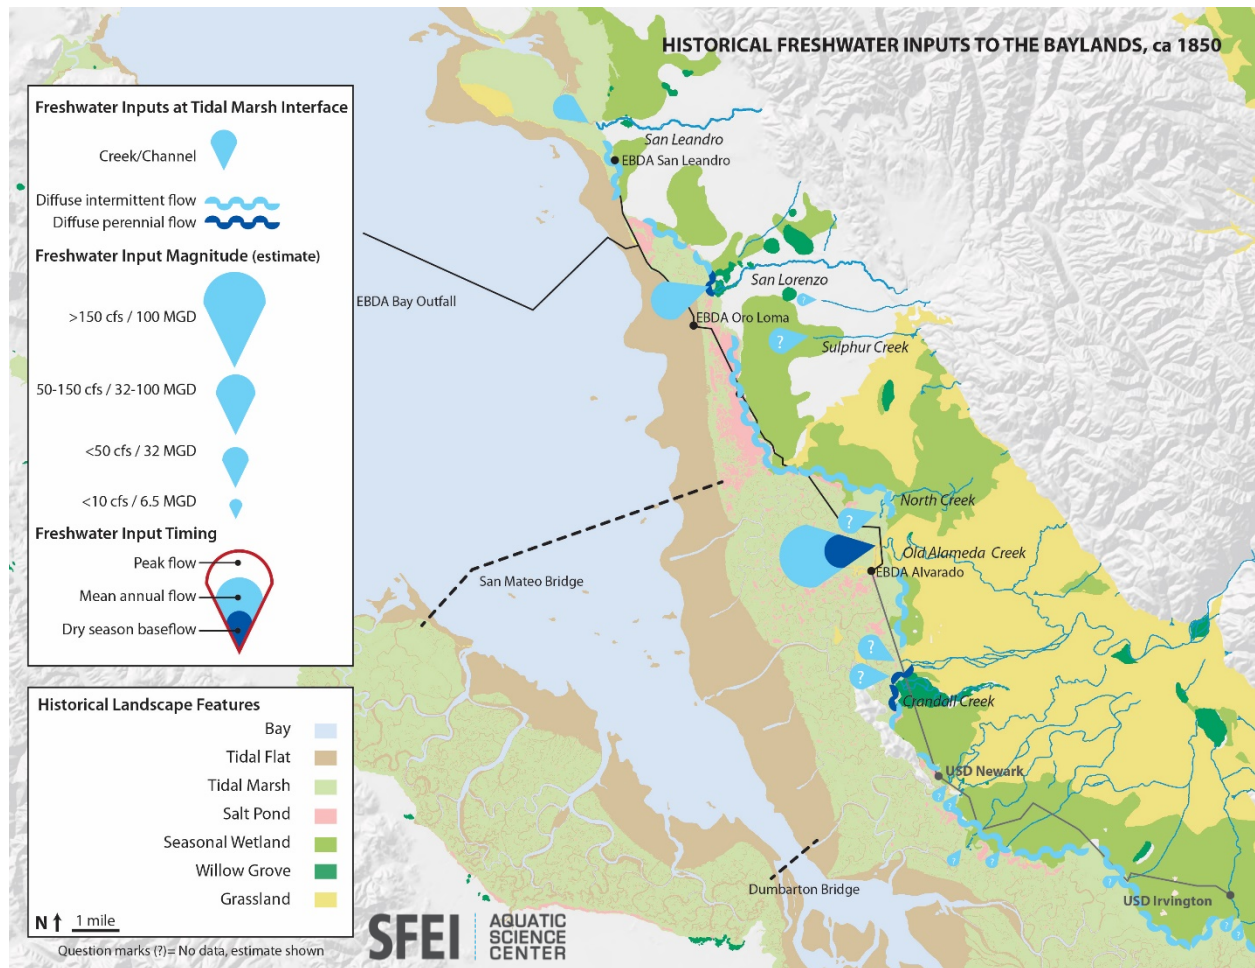 HISTORICAL FRESHWATER INPUTS TO THE BAYLANDS, ca 1850
Freshwater Inputs at Tidal Marsh Interface
Creek/Channel
Diffuse intermittent flow
Diffuse perennial flow
Freshwater Input Magnitude (estimate)
>150 cfs / 100 MGD
50-150 cfs / 32-100 MGD
<50 cfs / 32 MGD
<10 cfs / 6.5 MGD
Freshwater Input Timing
Peak flow
Mean annual flow
Dry season baseflow
Historical Landscape Features
Bay
Tidal Flat
Tidal Marsh
Salt Pond
Seasonal Wetland
Willow Grove
Grassland
N
1 mile
Question marks (?)= No data, estimate shown
San Leandro
EBDA San Leandro
EBDA Bay Outfall
San Lorenzo
?
EBDA Oro Loma
?
Sulphur Creek
North Creek
?
Old Alameda Creek
EBDA Alvarado
San Mateo Bridge
?
?
Crandall Creek
USD Newark
?
?
?
?
?
Dumbarton Bridge
USD Irvington
?
?
?
SFEI
AQUATIC
SCIENCE
CENTER